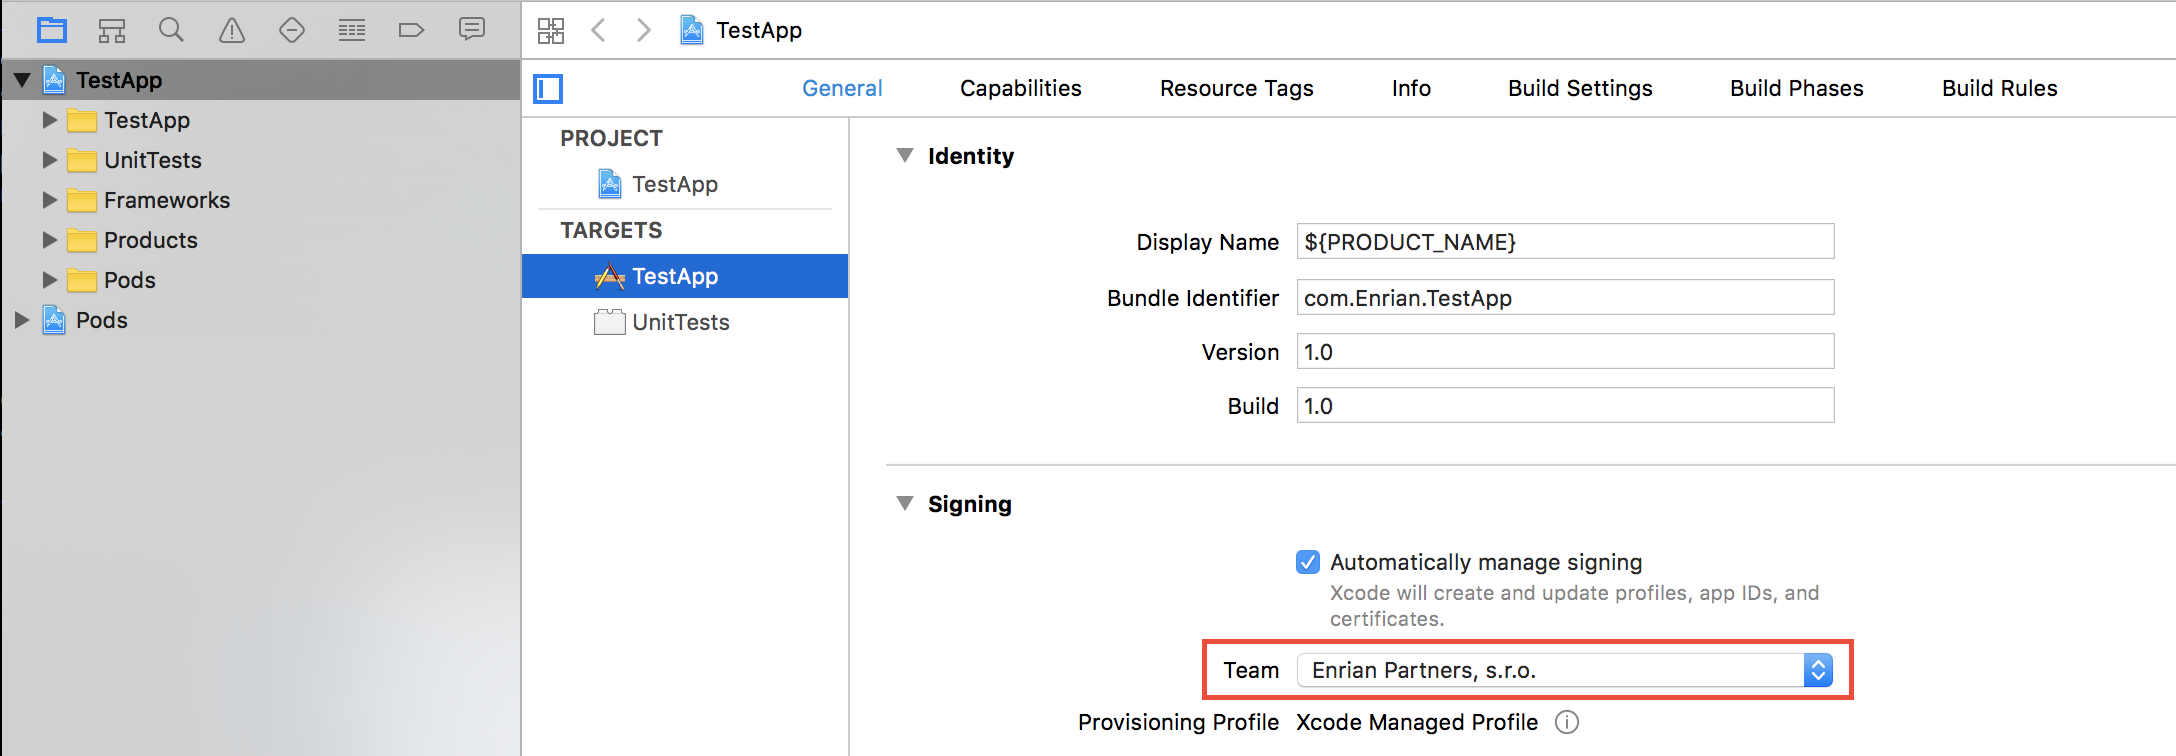 TestApp
TestApp
UnitTests
Frameworks
Products
Pods
Pods
TestApp
General Capabilities Resource Tags Info Build Settings Build Phases Build Rules
PROJECT
TestApp
TARGETS
TestApp
UnitTests
Identity
Display Name ${PRODUCT_NAME}
Bundle Identifier com.Enrian.TestApp
Version 1.0
Build 1.0
Signing
Automatically manage signing
Xcode will create and update profiles, app IDs, and
certificates.
Team Enrian Partners, s.r.o.
Provisioning Profile Xcode Managed Profile